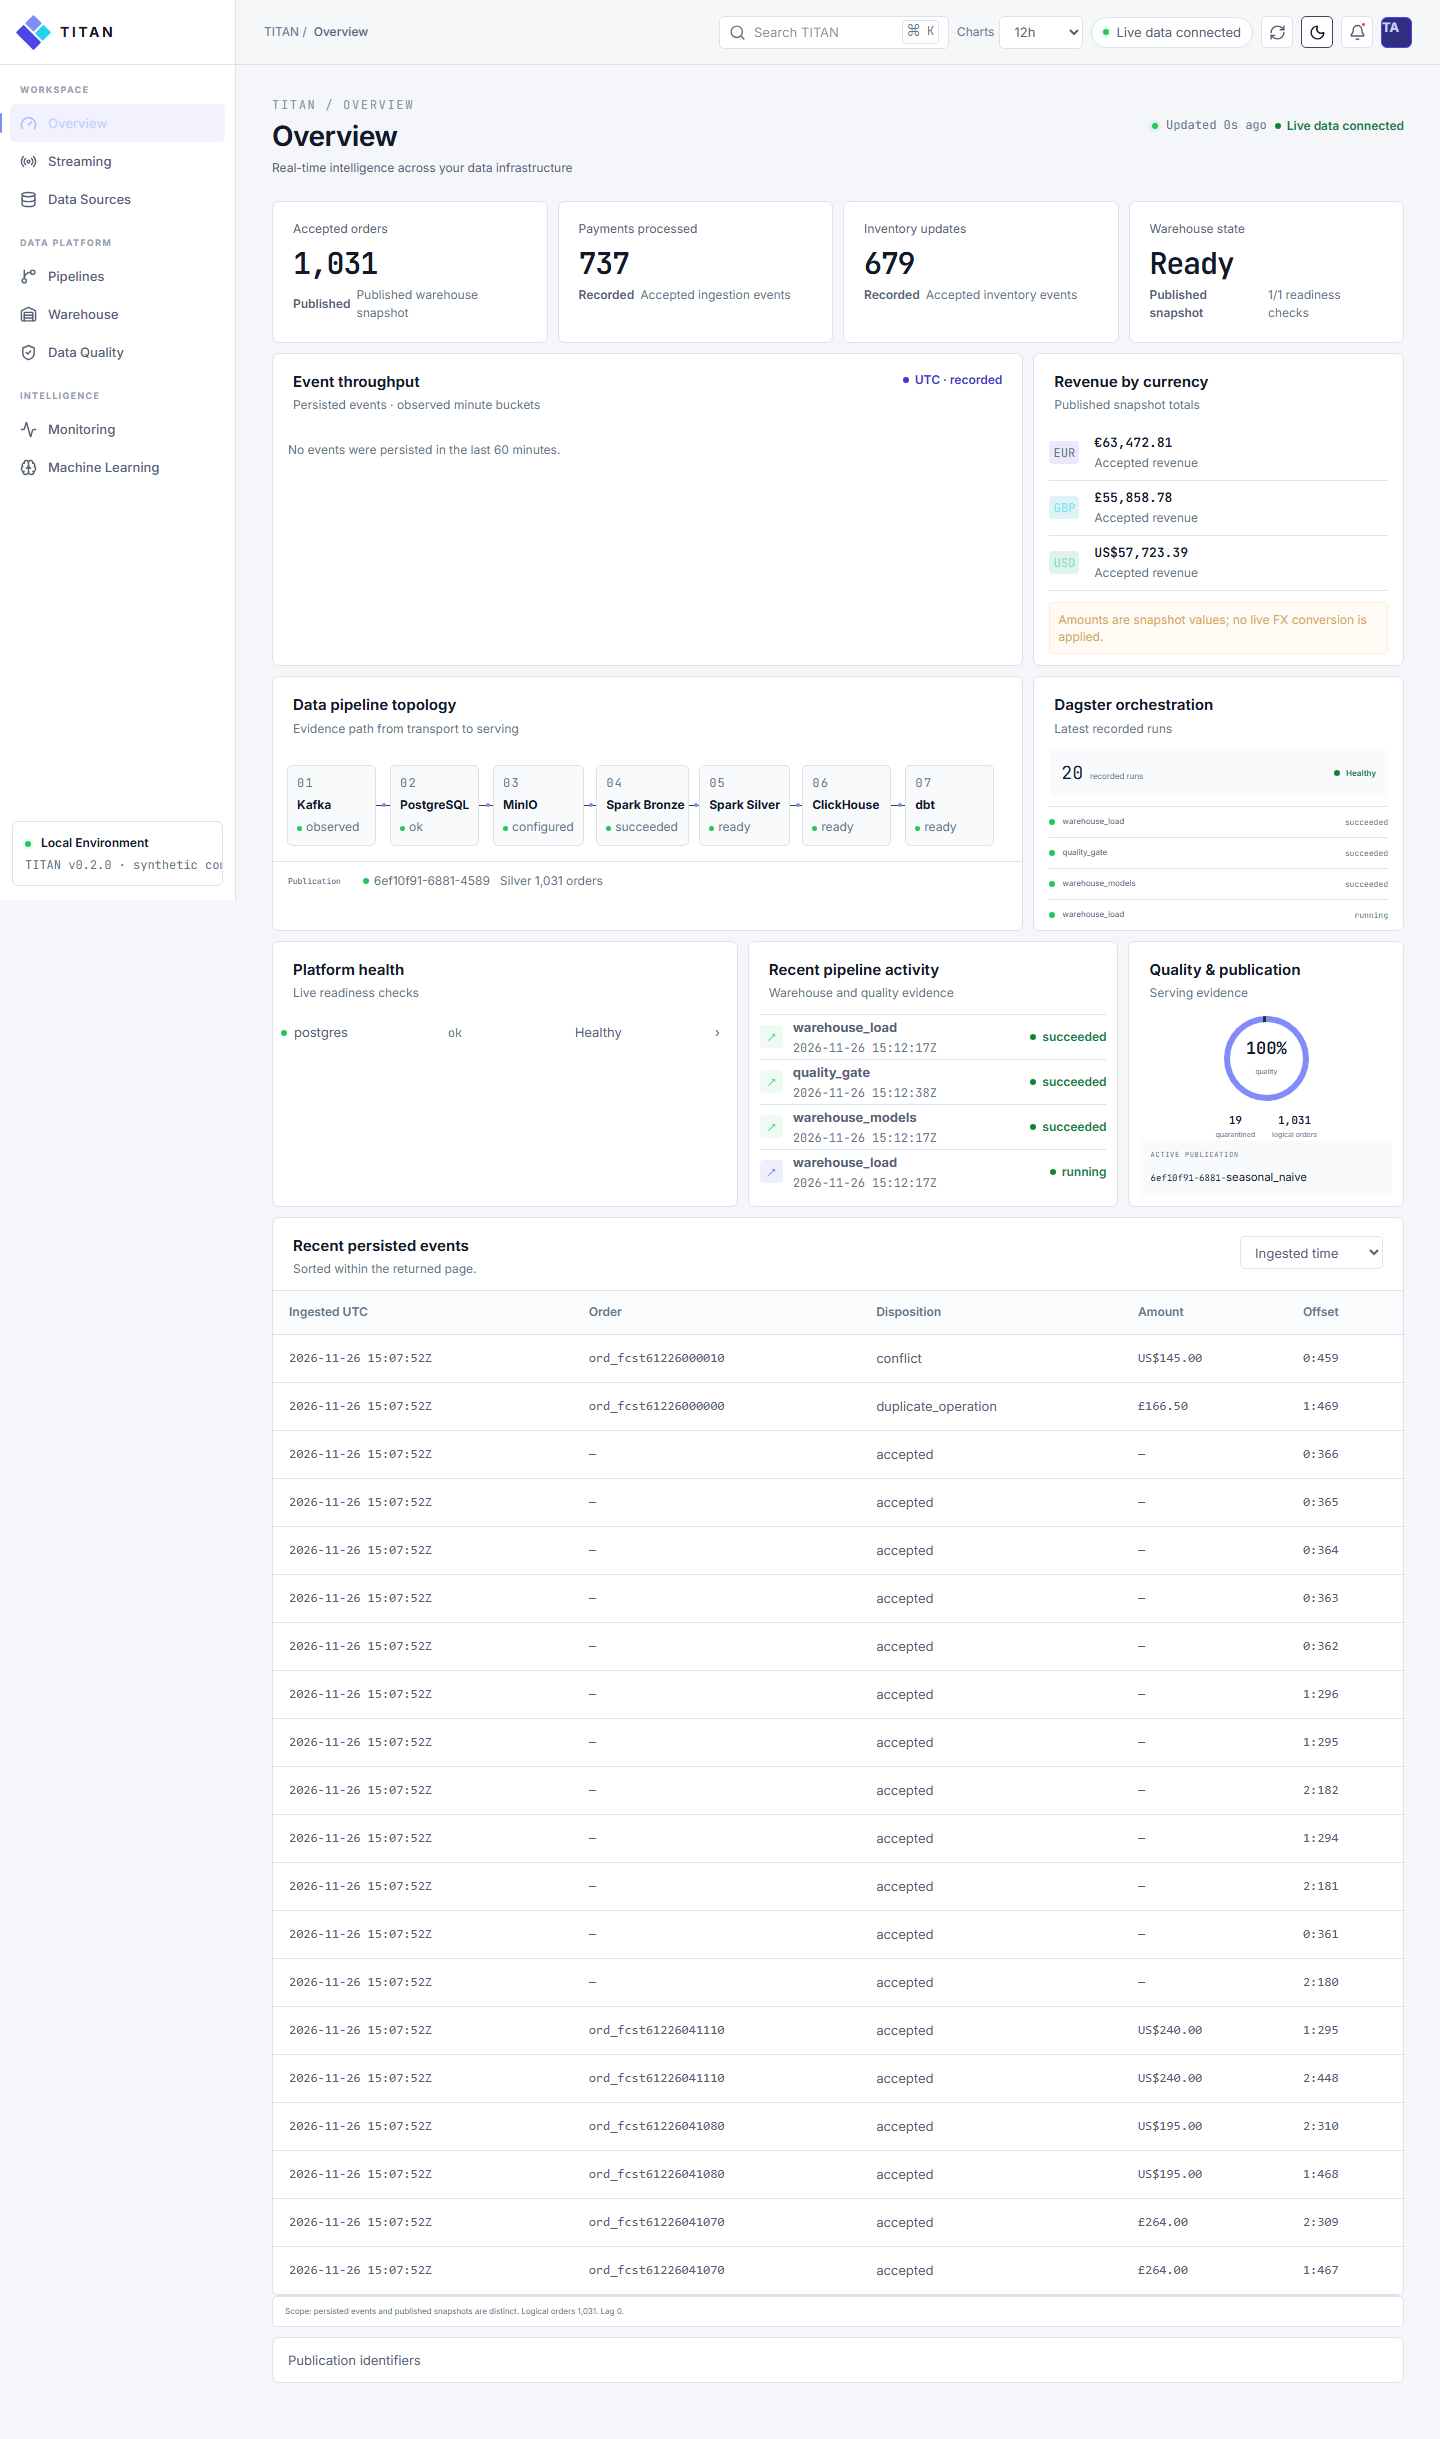 TITAN
TITAN / Overview
Search TITAN
⌘ K
Charts
12h
Live data connected
TA
WORKSPACE
Overview
Streaming
Data Sources
DATA PLATFORM
Pipelines
Warehouse
Data Quality
INTELLIGENCE
Monitoring
Machine Learning
Local Environment
TITAN v0.2.0 · synthetic co
TITAN / OVERVIEW
Overview
Real-time intelligence across your data infrastructure
Updated 0s ago
Live data connected
Accepted orders
1,031
Published Published warehouse snapshot
Payments processed
737
Recorded Accepted ingestion events
Inventory updates
679
Recorded Accepted inventory events
Warehouse state
Ready
Published snapshot 1/1 readiness checks
Event throughput
UTC · recorded
Persisted events · observed minute buckets
No events were persisted in the last 60 minutes.
Revenue by currency
Published snapshot totals
EUR
€63,472.81
Accepted revenue
GBP
£55,858.78
Accepted revenue
USD
US$57,723.39
Accepted revenue
Amounts are snapshot values; no live FX conversion is
applied.
Data pipeline topology
Evidence path from transport to serving
01
Kafka
observed
02
PostgreSQL
ok
03
MinIO
configured
04
Spark Bronze
succeeded
05
Spark Silver
ready
06
ClickHouse
ready
07
dbt
ready
Publication 6ef10f91-6881-4589 Silver 1,031 orders
Dagster orchestration
Latest recorded runs
20 recorded runs Healthy
warehouse_load succeeded
quality_gate succeeded
warehouse_models succeeded
warehouse_load running
Platform health
Live readiness checks
postgres ok Healthy ›
Recent pipeline activity
Warehouse and quality evidence
↗ warehouse_load
2026-11-26 15:12:17Z
succeeded
↗ quality_gate
2026-11-26 15:12:38Z
succeeded
↗ warehouse_models
2026-11-26 15:12:17Z
succeeded
↗ warehouse_load
2026-11-26 15:12:17Z
running
Quality & publication
Serving evidence
100%
quality
19 1,031
quarantined logical orders
ACTIVE PUBLICATION
6ef10f91-6881-seasonal_naive
Recent persisted events
Sorted within the returned page.
Ingested time
Ingested UTC Order Disposition Amount Offset
2026-11-26 15:07:52Z ord_fcst61226000010 conflict US$145.00 0:459
2026-11-26 15:07:52Z ord_fcst61226000000 duplicate_operation £166.50 1:469
2026-11-26 15:07:52Z — accepted — 0:366
2026-11-26 15:07:52Z — accepted — 0:365
2026-11-26 15:07:52Z — accepted — 0:364
2026-11-26 15:07:52Z — accepted — 0:363
2026-11-26 15:07:52Z — accepted — 0:362
2026-11-26 15:07:52Z — accepted — 1:296
2026-11-26 15:07:52Z — accepted — 1:295
2026-11-26 15:07:52Z — accepted — 2:182
2026-11-26 15:07:52Z — accepted — 1:294
2026-11-26 15:07:52Z — accepted — 2:181
2026-11-26 15:07:52Z — accepted — 0:361
2026-11-26 15:07:52Z — accepted — 2:180
2026-11-26 15:07:52Z ord_fcst61226041110 accepted US$240.00 1:295
2026-11-26 15:07:52Z ord_fcst61226041110 accepted US$240.00 2:448
2026-11-26 15:07:52Z ord_fcst61226041080 accepted US$195.00 2:310
2026-11-26 15:07:52Z ord_fcst61226041080 accepted US$195.00 1:468
2026-11-26 15:07:52Z ord_fcst61226041070 accepted £264.00 2:309
2026-11-26 15:07:52Z ord_fcst61226041070 accepted £264.00 1:467
Scope: persisted events and published snapshots are distinct. Logical orders 1,031. Lag 0.
Publication identifiers